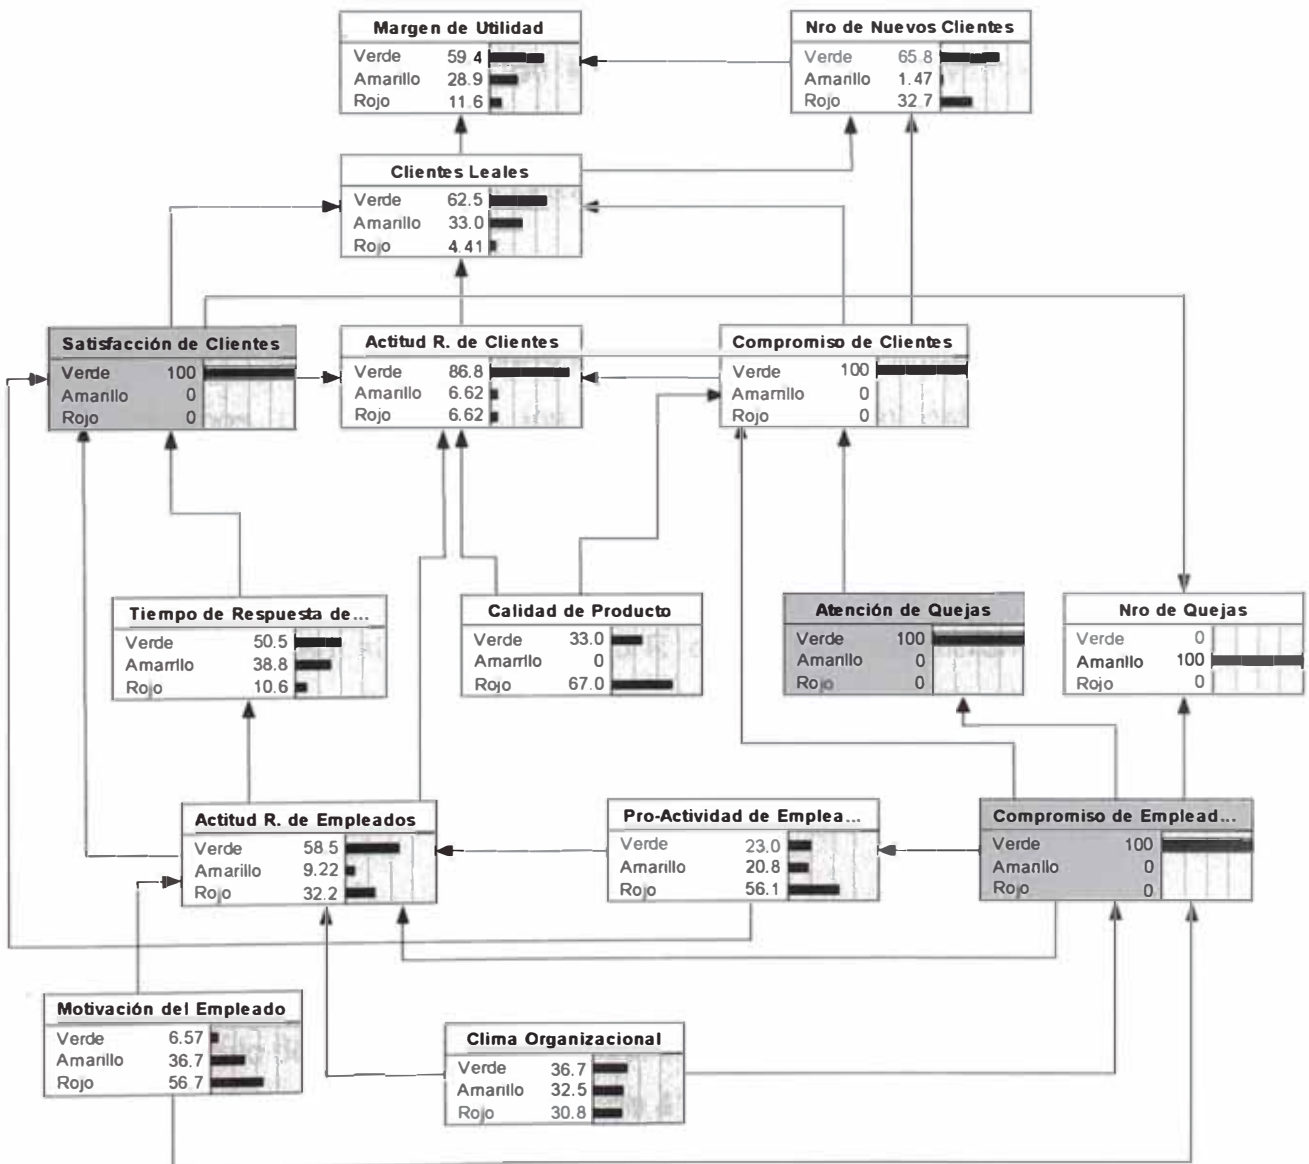 Margen de Utilidad
Verde 59.4
Amarillo 28.9
Rojo 11.6
Nro de Nuevos Clientes
Verde 65.8
Amarillo 1.47
Rojo 32.7
Clientes Leales
Verde 62.5
Amarillo 33.0
Rojo 4.41
Satisfacción de Clientes
Verde 100
Amarillo 0
Rojo 0
Actitud R. de Clientes
Verde 86.8
Amarillo 6.62
Rojo 6.62
Compromiso de Clientes
Verde 100
Amarillo 0
Rojo 0
Tiempo de Respuesta de...
Verde 50.5
Amarillo 38.8
Rojo 10.6
Calidad de Producto
Verde 33.0
Amarillo 0
Rojo 67.0
Atención de Quejas
Verde 100
Amarillo 0
Rojo 0
Nro de Quejas
Verde 0
Amarillo 100
Rojo 0
Actitud R. de Empleados
Verde 58.5
Amarillo 9.22
Rojo 32.2
Pro-Actividad de Emplea...
Verde 23.0
Amarillo 20.8
Rojo 56.1
Compromiso de Emplead...
Verde 100
Amarillo 0
Rojo 0
Motivación del Empleado
Verde 6.57
Amarillo 36.7
Rojo 56.7
Clima Organizacional
Verde 36.7
Amarillo 32.5
Rojo 30.8